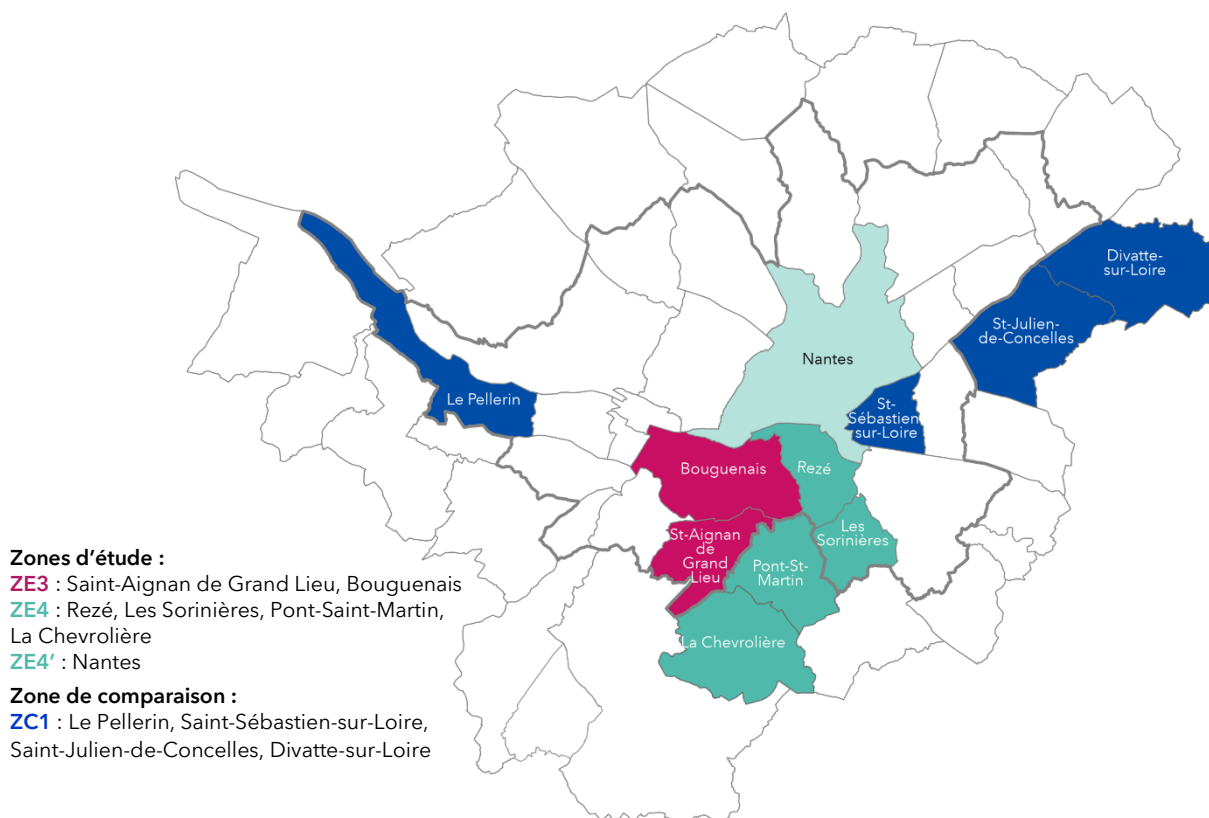 Divatte-
sur-Loire
St-Julien-
de-Concelles
Nantes
Le Pellerin
St-
Sébastien
sur-Loire
Bouguenais
Rezé
Les
Sorinières
St-Aignan
de
Grand
Lieu
Pont-St-
Martin
La Chevrolière
Zones d’étude :
ZE3 : Saint-Aignan de Grand Lieu, Bouguenais
ZE4 : Rezé, Les Sorinières, Pont-Saint-Martin,
La Chevrolière
ZE4’ : Nantes
Zone de comparaison :
ZC1 : Le Pellerin, Saint-Sébastien-sur-Loire,
Saint-Julien-de-Concelles, Divatte-sur-Loire